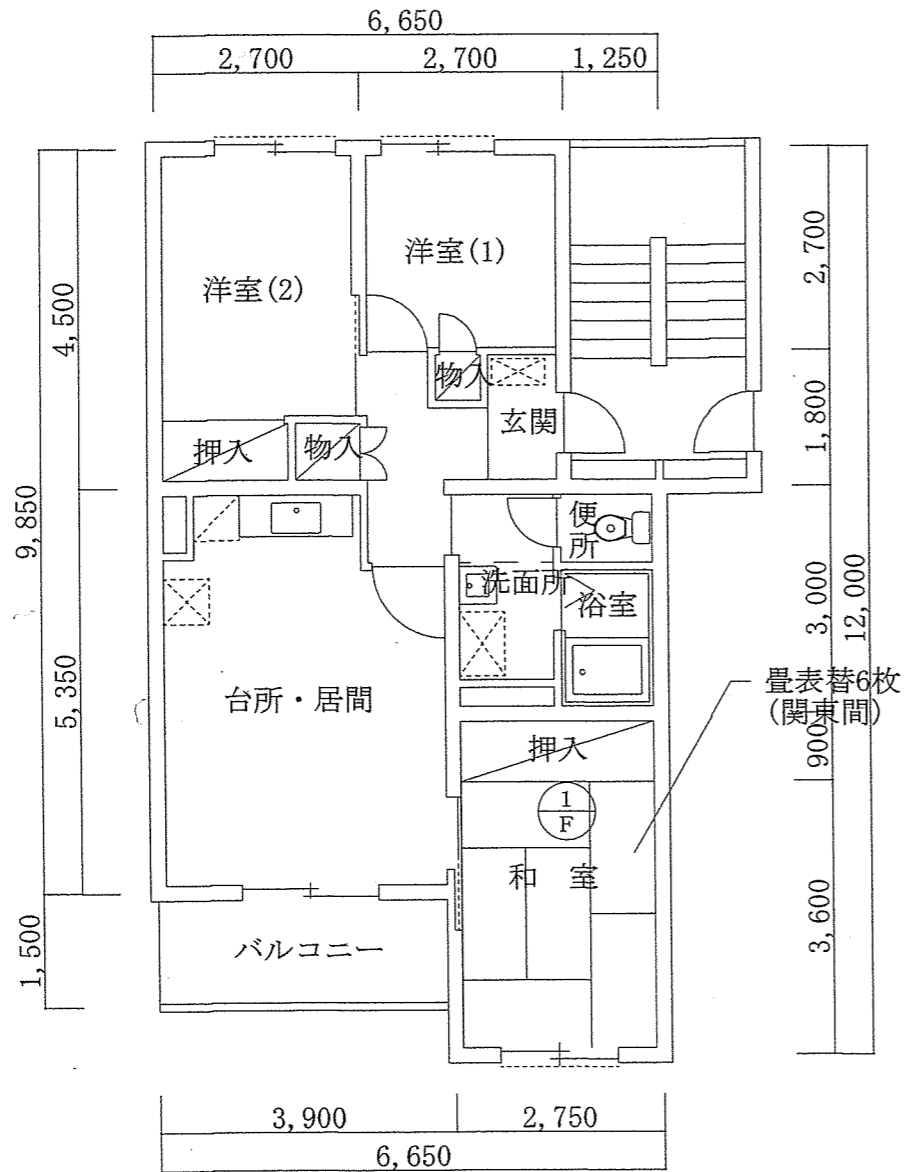 6,650
2,700
2,700
1,250
洋室(2)
洋室(1)
押入
物入
物入
玄関
便
所
洗面所
浴室
台所・居間
押入
1
F
和 室
バルコニー
畳表替6枚
(関東間)
4,500
9,850
5,350
1,500
2,700
1,800
3,000
12,000
900
3,600
3,900
2,750
6,650